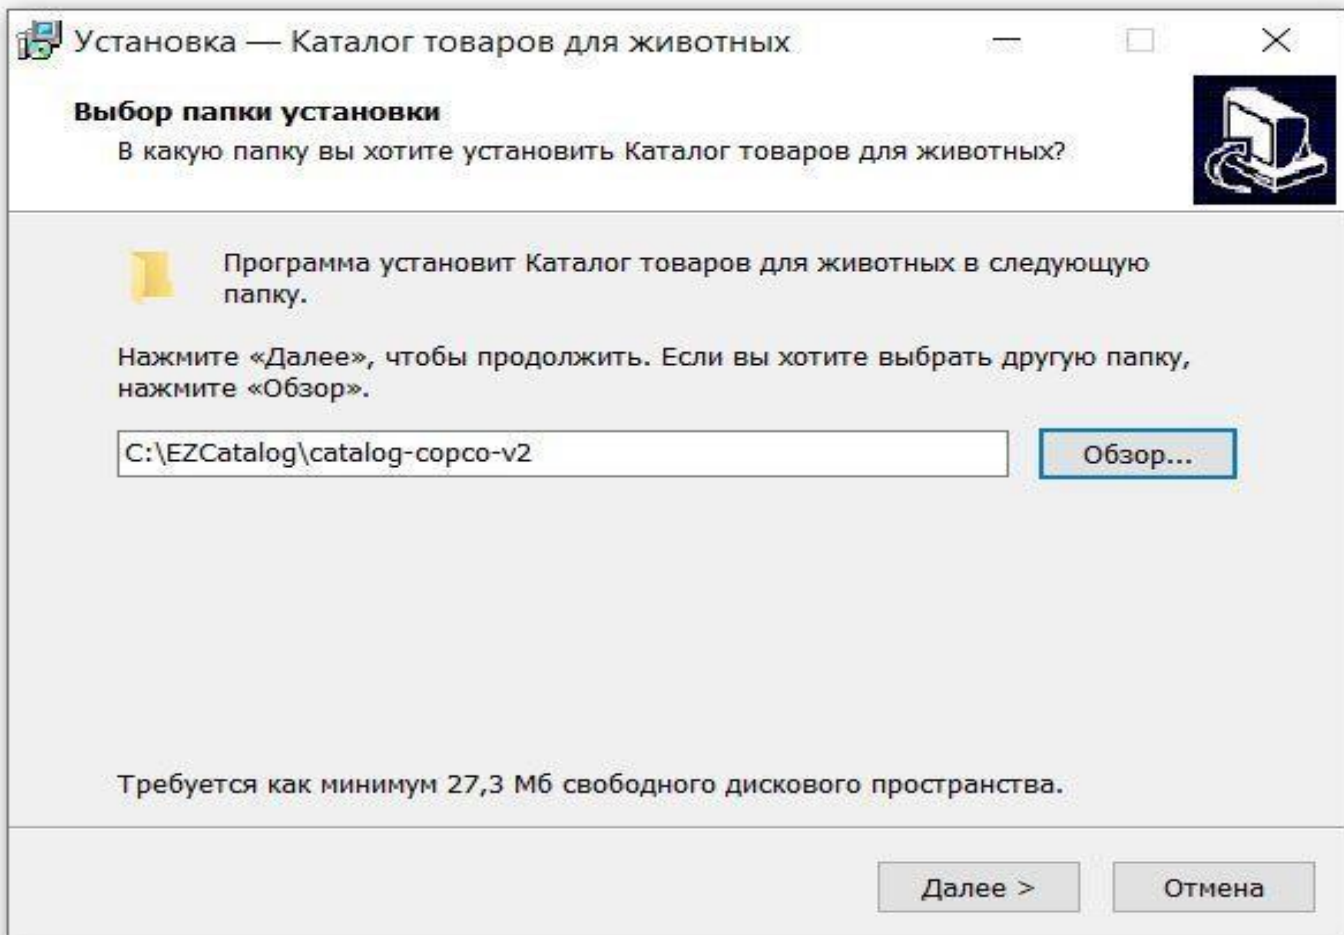 Установка — Каталог товаров для животных
Выбор папки установки
В какую папку вы хотите установить Каталог товаров для животных?
Программа установит Каталог товаров для животных в следующую
папку.
Нажмите «Далее», чтобы продолжить. Если вы хотите выбрать другую папку,
нажмите «Обзор».
C:\EZCatalog\catalog-copco-v2
Обзор...
Требуется как минимум 27,3 Мб свободного дискового пространства.
Далее >
Отмена